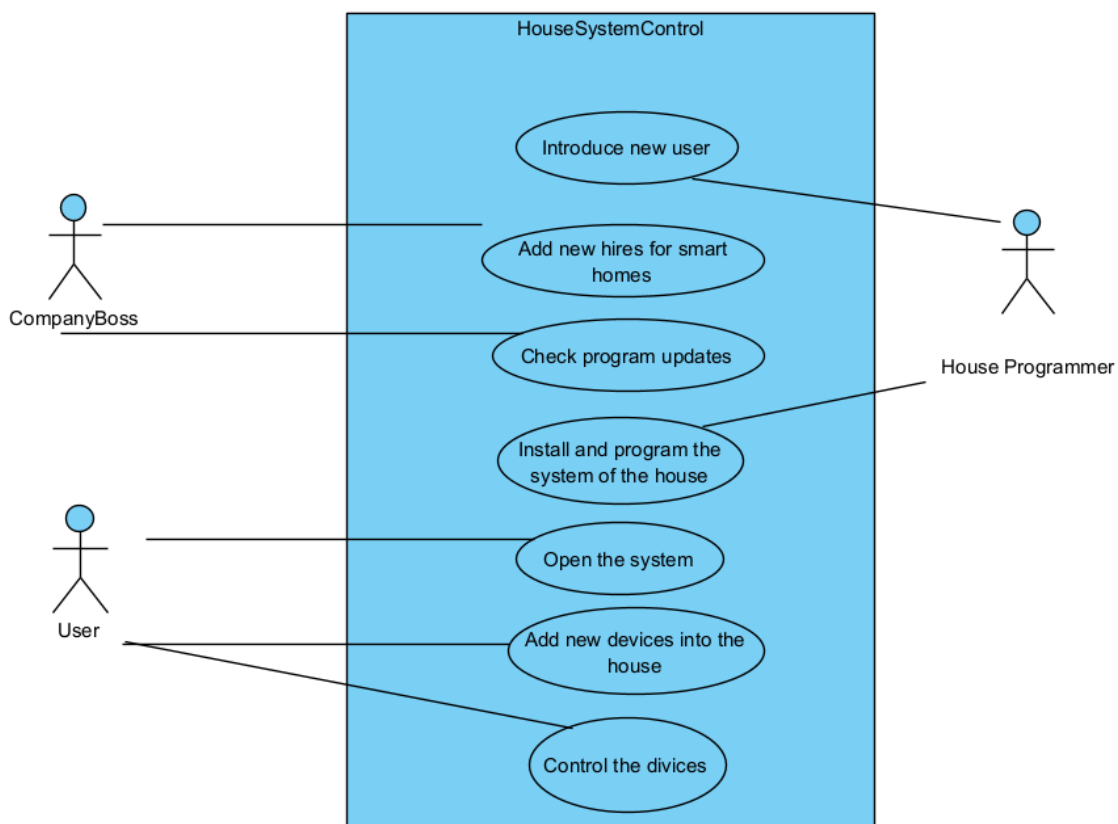 HouseSystemControl
Introduce new user
Add new hires for smart
homes
CompanyBoss
Check program updates
House Programmer
Install and program the
system of the house
Open the system
User
Add new devices into the
house
Control the divices